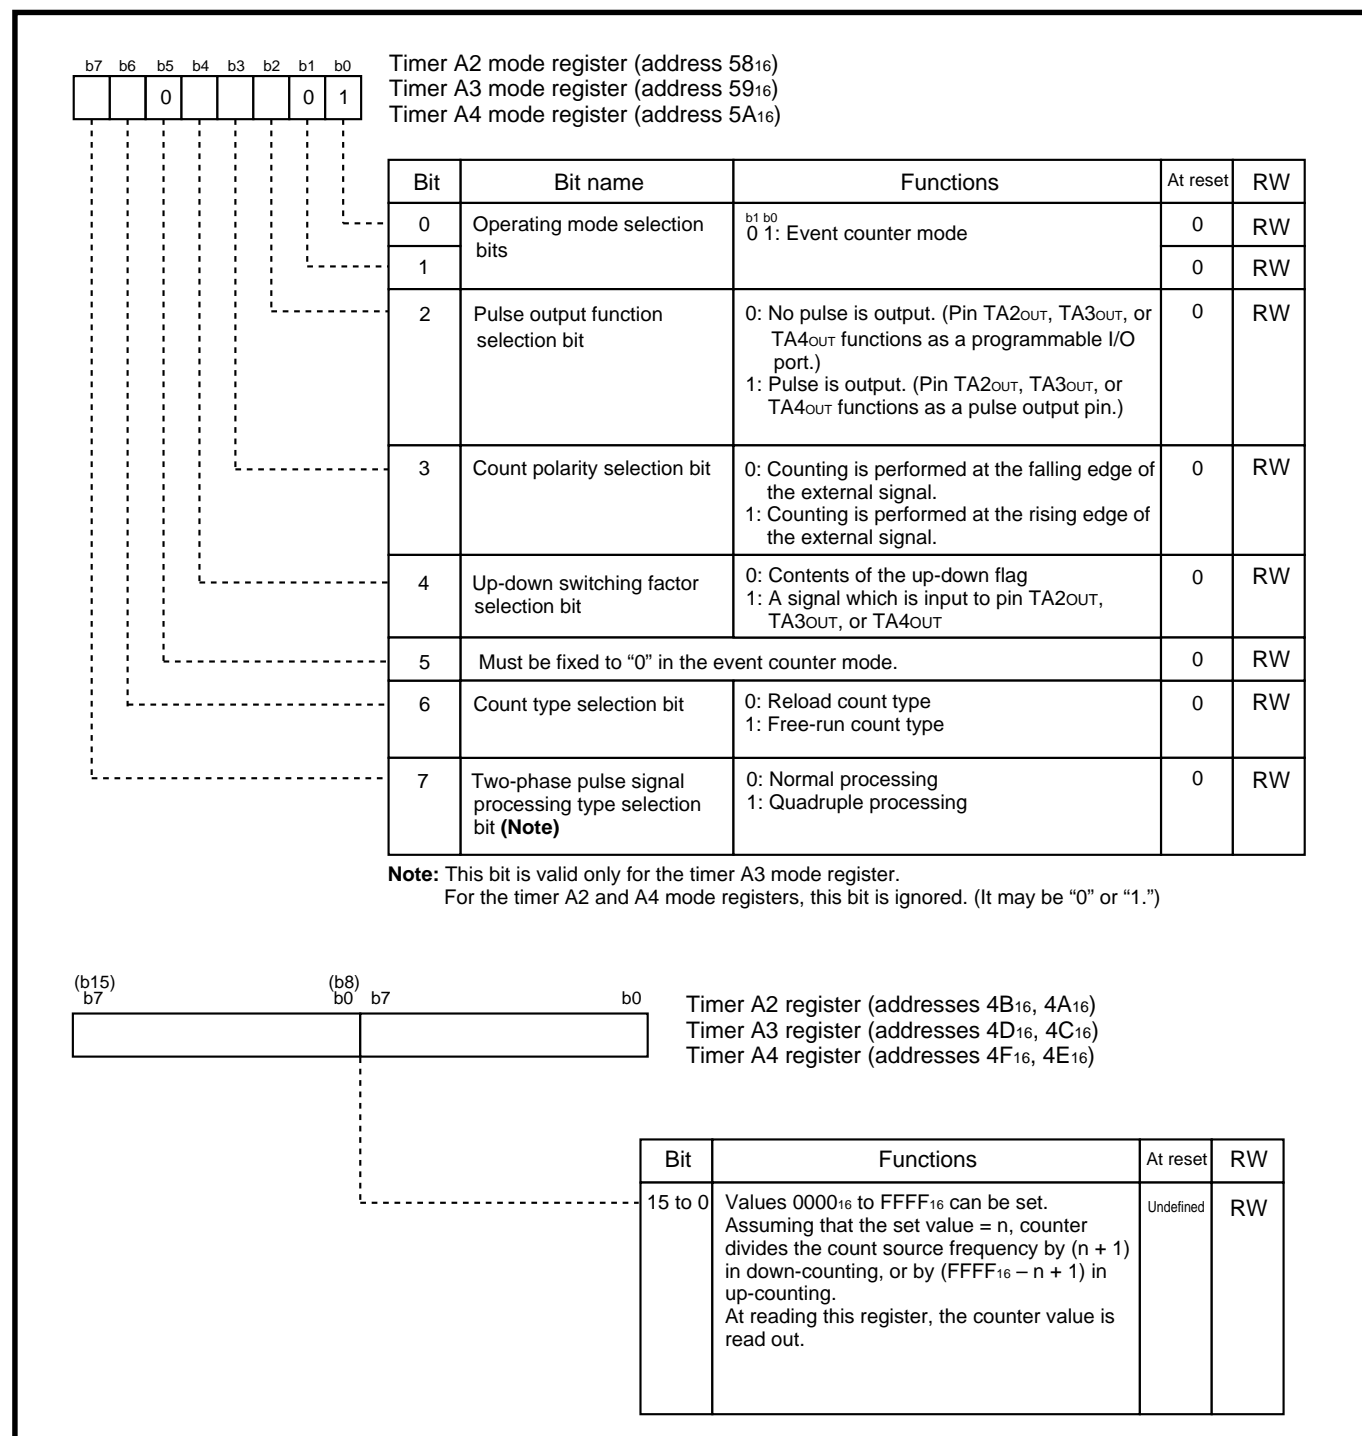 b7 b6 b5 b4 b3 b2 b1 b0
0 0 1
Timer A2 mode register (address 5816)
Timer A3 mode register (address 5916)
Timer A4 mode register (address 5A16)
Bit Bit name Functions At reset RW
0 Operating mode selection bits b1 b0 0 RW
0 1: Event counter mode
1 0 RW
2 Pulse output function 0: No pulse is output. (Pin TA2OUT, TA3OUT, or 0 RW
selection bit TA4OUT functions as a programmable I/O
port.)
1: Pulse is output. (Pin TA2OUT, TA3OUT, or
TA4OUT functions as a pulse output pin.)
3 Count polarity selection bit 0: Counting is performed at the falling edge of 0 RW
the external signal.
1: Counting is performed at the rising edge of
the external signal.
4 Up-down switching factor 0: Contents of the up-down flag 0 RW
selection bit 1: A signal which is input to pin TA2OUT,
TA3OUT, or TA4OUT
5 Must be fixed to “0” in the event counter mode. 0 RW
6 Count type selection bit 0: Reload count type 0 RW
1: Free-run count type
7 Two-phase pulse signal 0: Normal processing 0 RW
processing type selection 1: Quadruple processing
bit (Note)
Note: This bit is valid only for the timer A3 mode register.
For the timer A2 and A4 mode registers, this bit is ignored. (It may be “0” or “1.”)
(b15) (b8)
b7 b0 b7 b0
Timer A2 register (addresses 4B16, 4A16)
Timer A3 register (addresses 4D16, 4C16)
Timer A4 register (addresses 4F16, 4E16)
Bit Functions At reset RW
15 to 0 Values 000016 to FFFF16 can be set. Undefined RW
Assuming that the set value = n, counter
divides the count source frequency by (n + 1)
in down-counting, or by (FFFF16 – n + 1) in
up-counting.
At reading this register, the counter value is
read out.